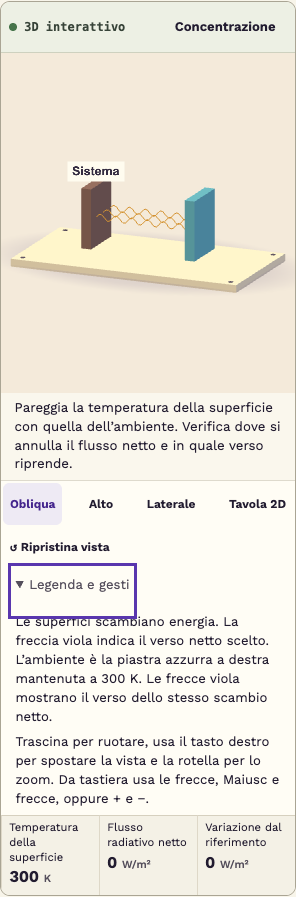 3D interattivo Concentrazione
Sistema
Pareggia la temperatura della superficie
con quella dell’ambiente. Verifica dove si
annulla il flusso netto e in quale verso
riprende.
Obliqua Alto Laterale Tavola 2D
↺ Ripristina vista
▼ Legenda e gesti
Le superfici scambiano energia. La
freccia viola indica il verso netto scelto.
L’ambiente è la piastra azzurra a destra
mantenuta a 300 K. Le frecce viola
mostrano il verso dello stesso scambio
netto.
Trascina per ruotare, usa il tasto destro
per spostare la vista e la rotella per lo
zoom. Da tastiera usa le frecce, Maiusc e
frecce, oppure + e −.
Temperatura
della
superficie
300 K
Flusso
radiativo netto
0 W/m²
Variazione dal
riferimento
0 W/m²